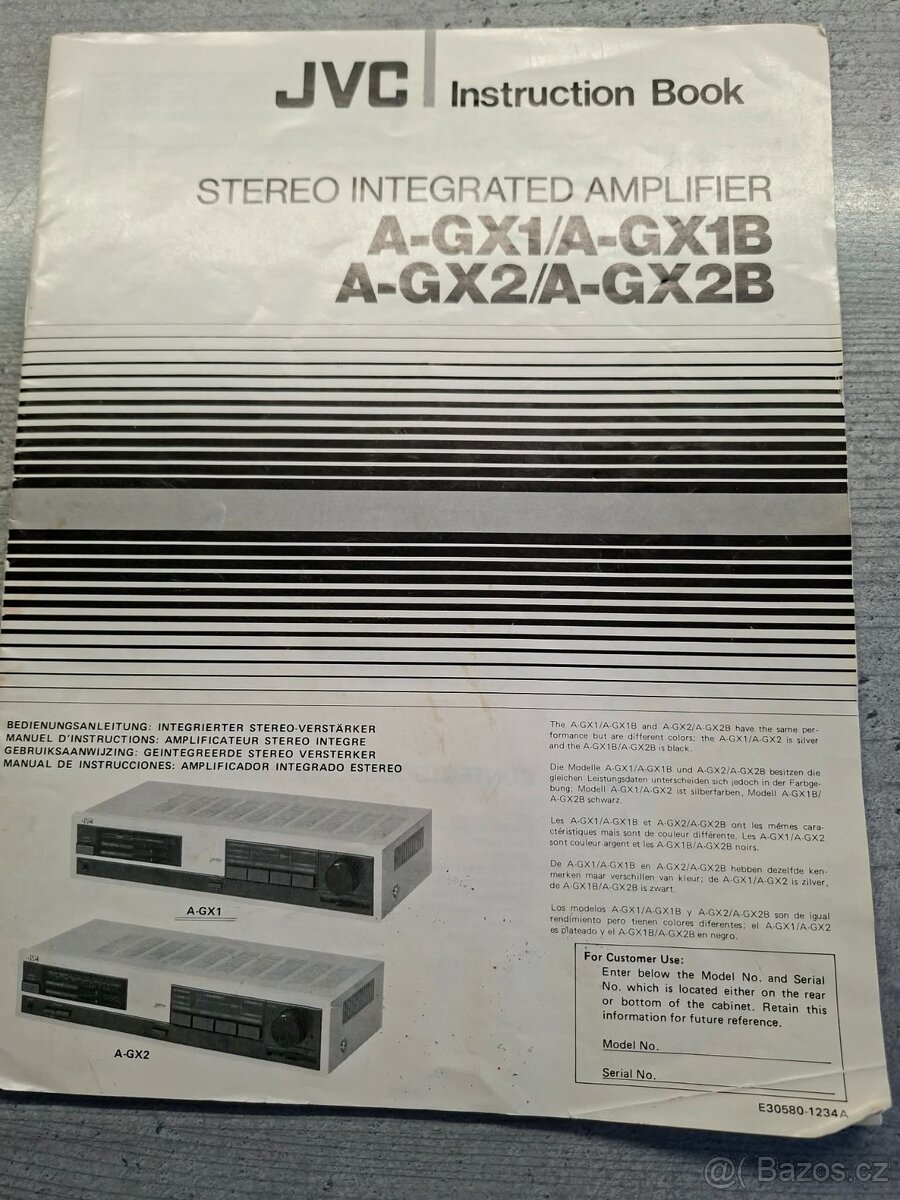 JVC Instruction Book
STEREO INTEGRATED AMPLIFIER
A-GX1/A-GX1B
A-GX2/A-GX2B
BEDIENUNGSANLEITUNG: INTEGRIERTER STEREO-VERSTÄRKER
MANUEL D'INSTRUCTIONS: AMPLIFICATEUR STEREO INTEGRE
GEBRUIKSAANWIJZING: GEINTEGREERDE STEREO VERSTERKER
MANUAL DE INSTRUCCIONES: AMPLIFICADOR INTEGRADO ESTEREO
A-GX1
A-GX2
The A-GX1/A-GX1B and A-GX2/A-GX2B have the same per-
formance but are different colors; the A-GX1/A-GX2 is silver
and the A-GX1B/A-GX2B is black.
Die Modelle A-GX1/A-GX1B und A-GX2/A-GX2B besitzen die
gleichen Leistungsdaten unterscheiden sich jedoch in der Farbge-
bung; Modell A-GX1/A-GX2 ist silberfarben, Modell A-GX1B/
A-GX2B schwarz.
Les A-GX1/A-GX1B et A-GX2/A-GX2B ont les mêmes cara-
ctéristiques mais sont de couleur différente. Les A-GX1/A-GX2
sont couleur argent et les A-GX1B/A-GX2B noirs.
De A-GX1/A-GX1B en A-GX2/A-GX2B hebben dezelfde ken-
merken maar verschillen van kleur; de A-GX1/A-GX2 is zilver,
de A-GX1B/A-GX2B is zwart.
Los modelos A-GX1/A-GX1B y A-GX2/A-GX2B son de igual
rendimiento pero tienen colores diferentes; el A-GX1/A-GX2
es plateado y el A-GX1B/A-GX2B en negro.
For Customer Use:
Enter below the Model No. and Serial
No. which is located either on the rear
or bottom of the cabinet. Retain this
information for future reference.
Model No.
Serial No.
E30580-1234A
@( Bazos.cz